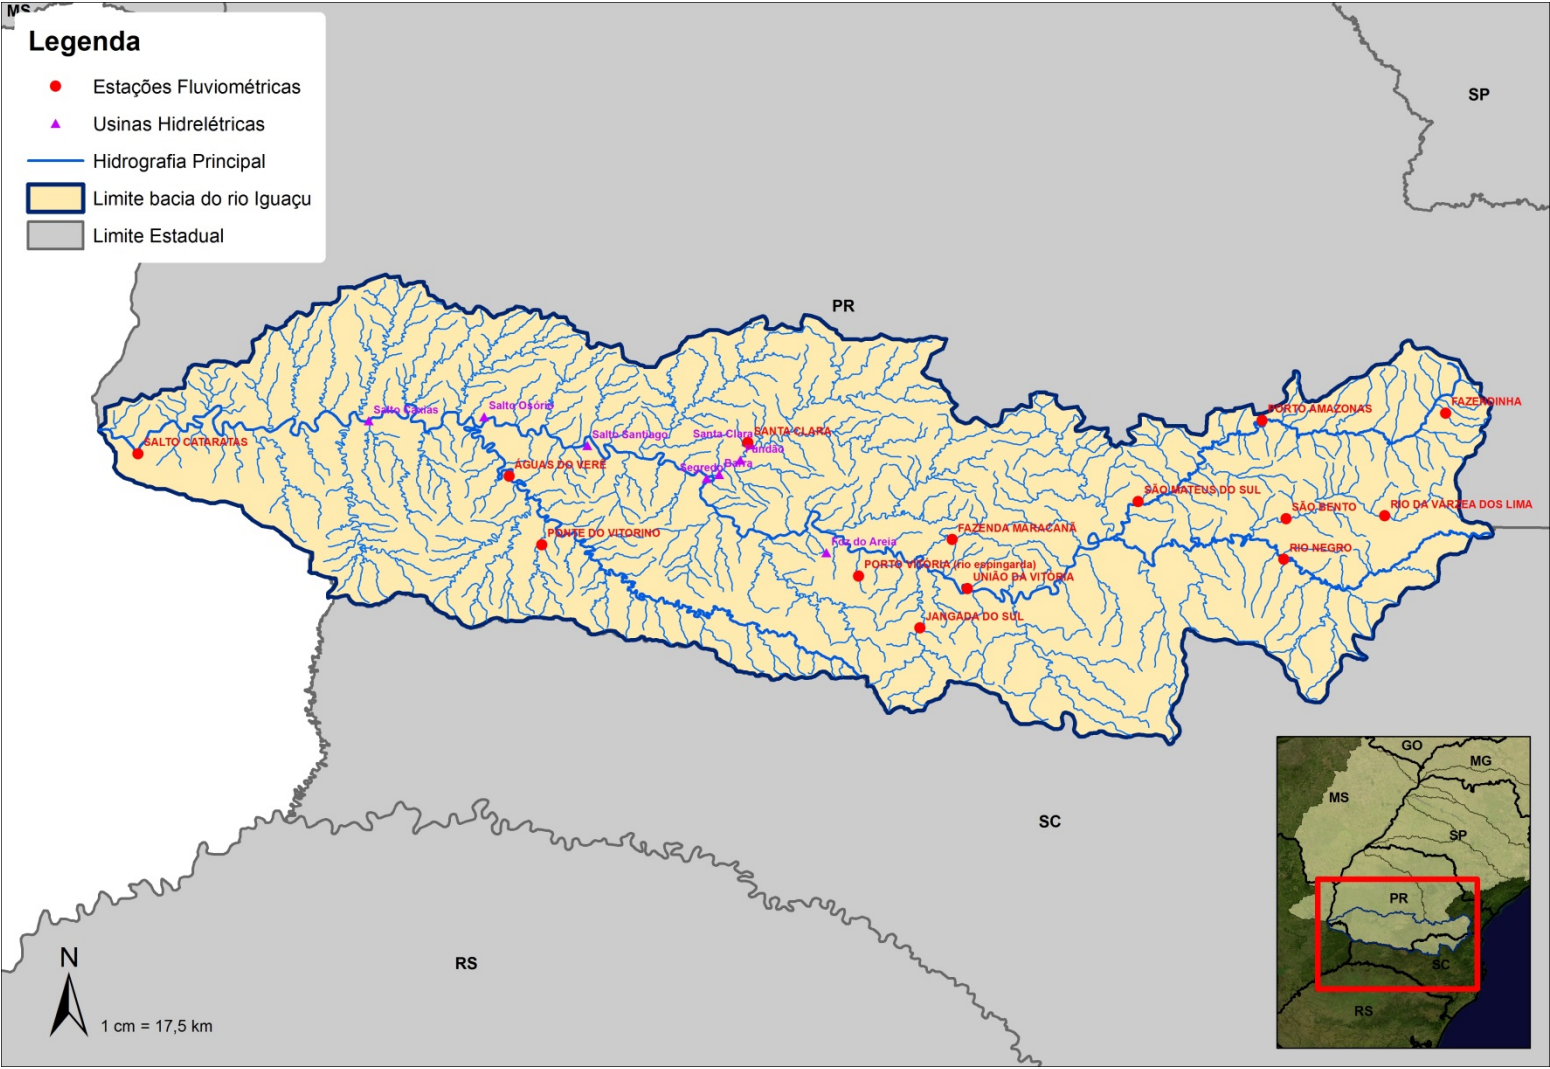 MS
Legenda
Estações Fluviométricas
Usinas Hidrelétricas
Hidrografia Principal
Limite bacia do rio Iguaçu
Limite Estadual
SP
PR
Salto Caxias
Salto Osório
SALTO CATARATAS
Salto Santiago
Santa Clara
SANTA CLARA
Fundão
Segredo
Barra
ÁGUAS DO VERÊ
PONTE DO VITORINO
Foz do Areia
PORTO VITÓRIA (rio espingarda)
FAZENDA MARACANÃ
UNIÃO DA VITÓRIA
JANGADA DO SUL
SÃO MATEUS DO SUL
PORTO AMAZONAS
FAZENDINHA
SÃO BENTO
RIO DA VÁRZEA DOS LIMA
RIO NEGRO
SC
RS
N
1 cm = 17,5 km
GO
MG
MS
SP
PR
SC
RS